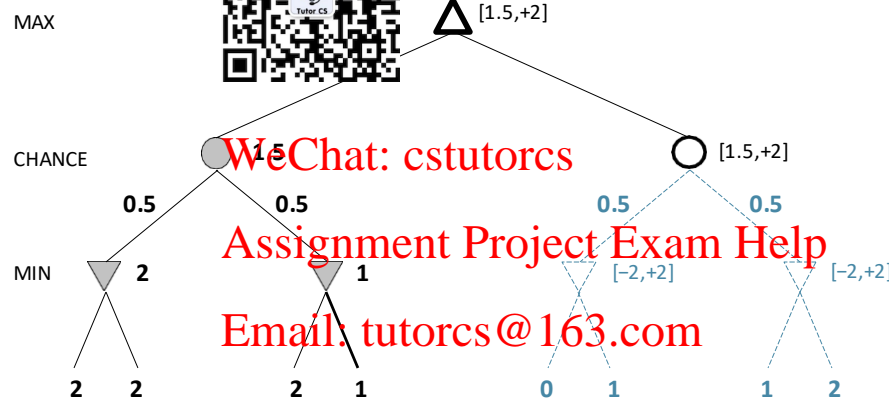 Tutor CS
MAX [1.5,+2]
CHANCE 1.5 [1.5,+2]
WeChat: cstutorcs
0.5 0.5 0.5 0.5
Assignment Project Exam Help
MIN 2 1 [−2,+2] [−2,+2]
Email: tutorcs@163.com
2 2 2 1 0 1 1 2